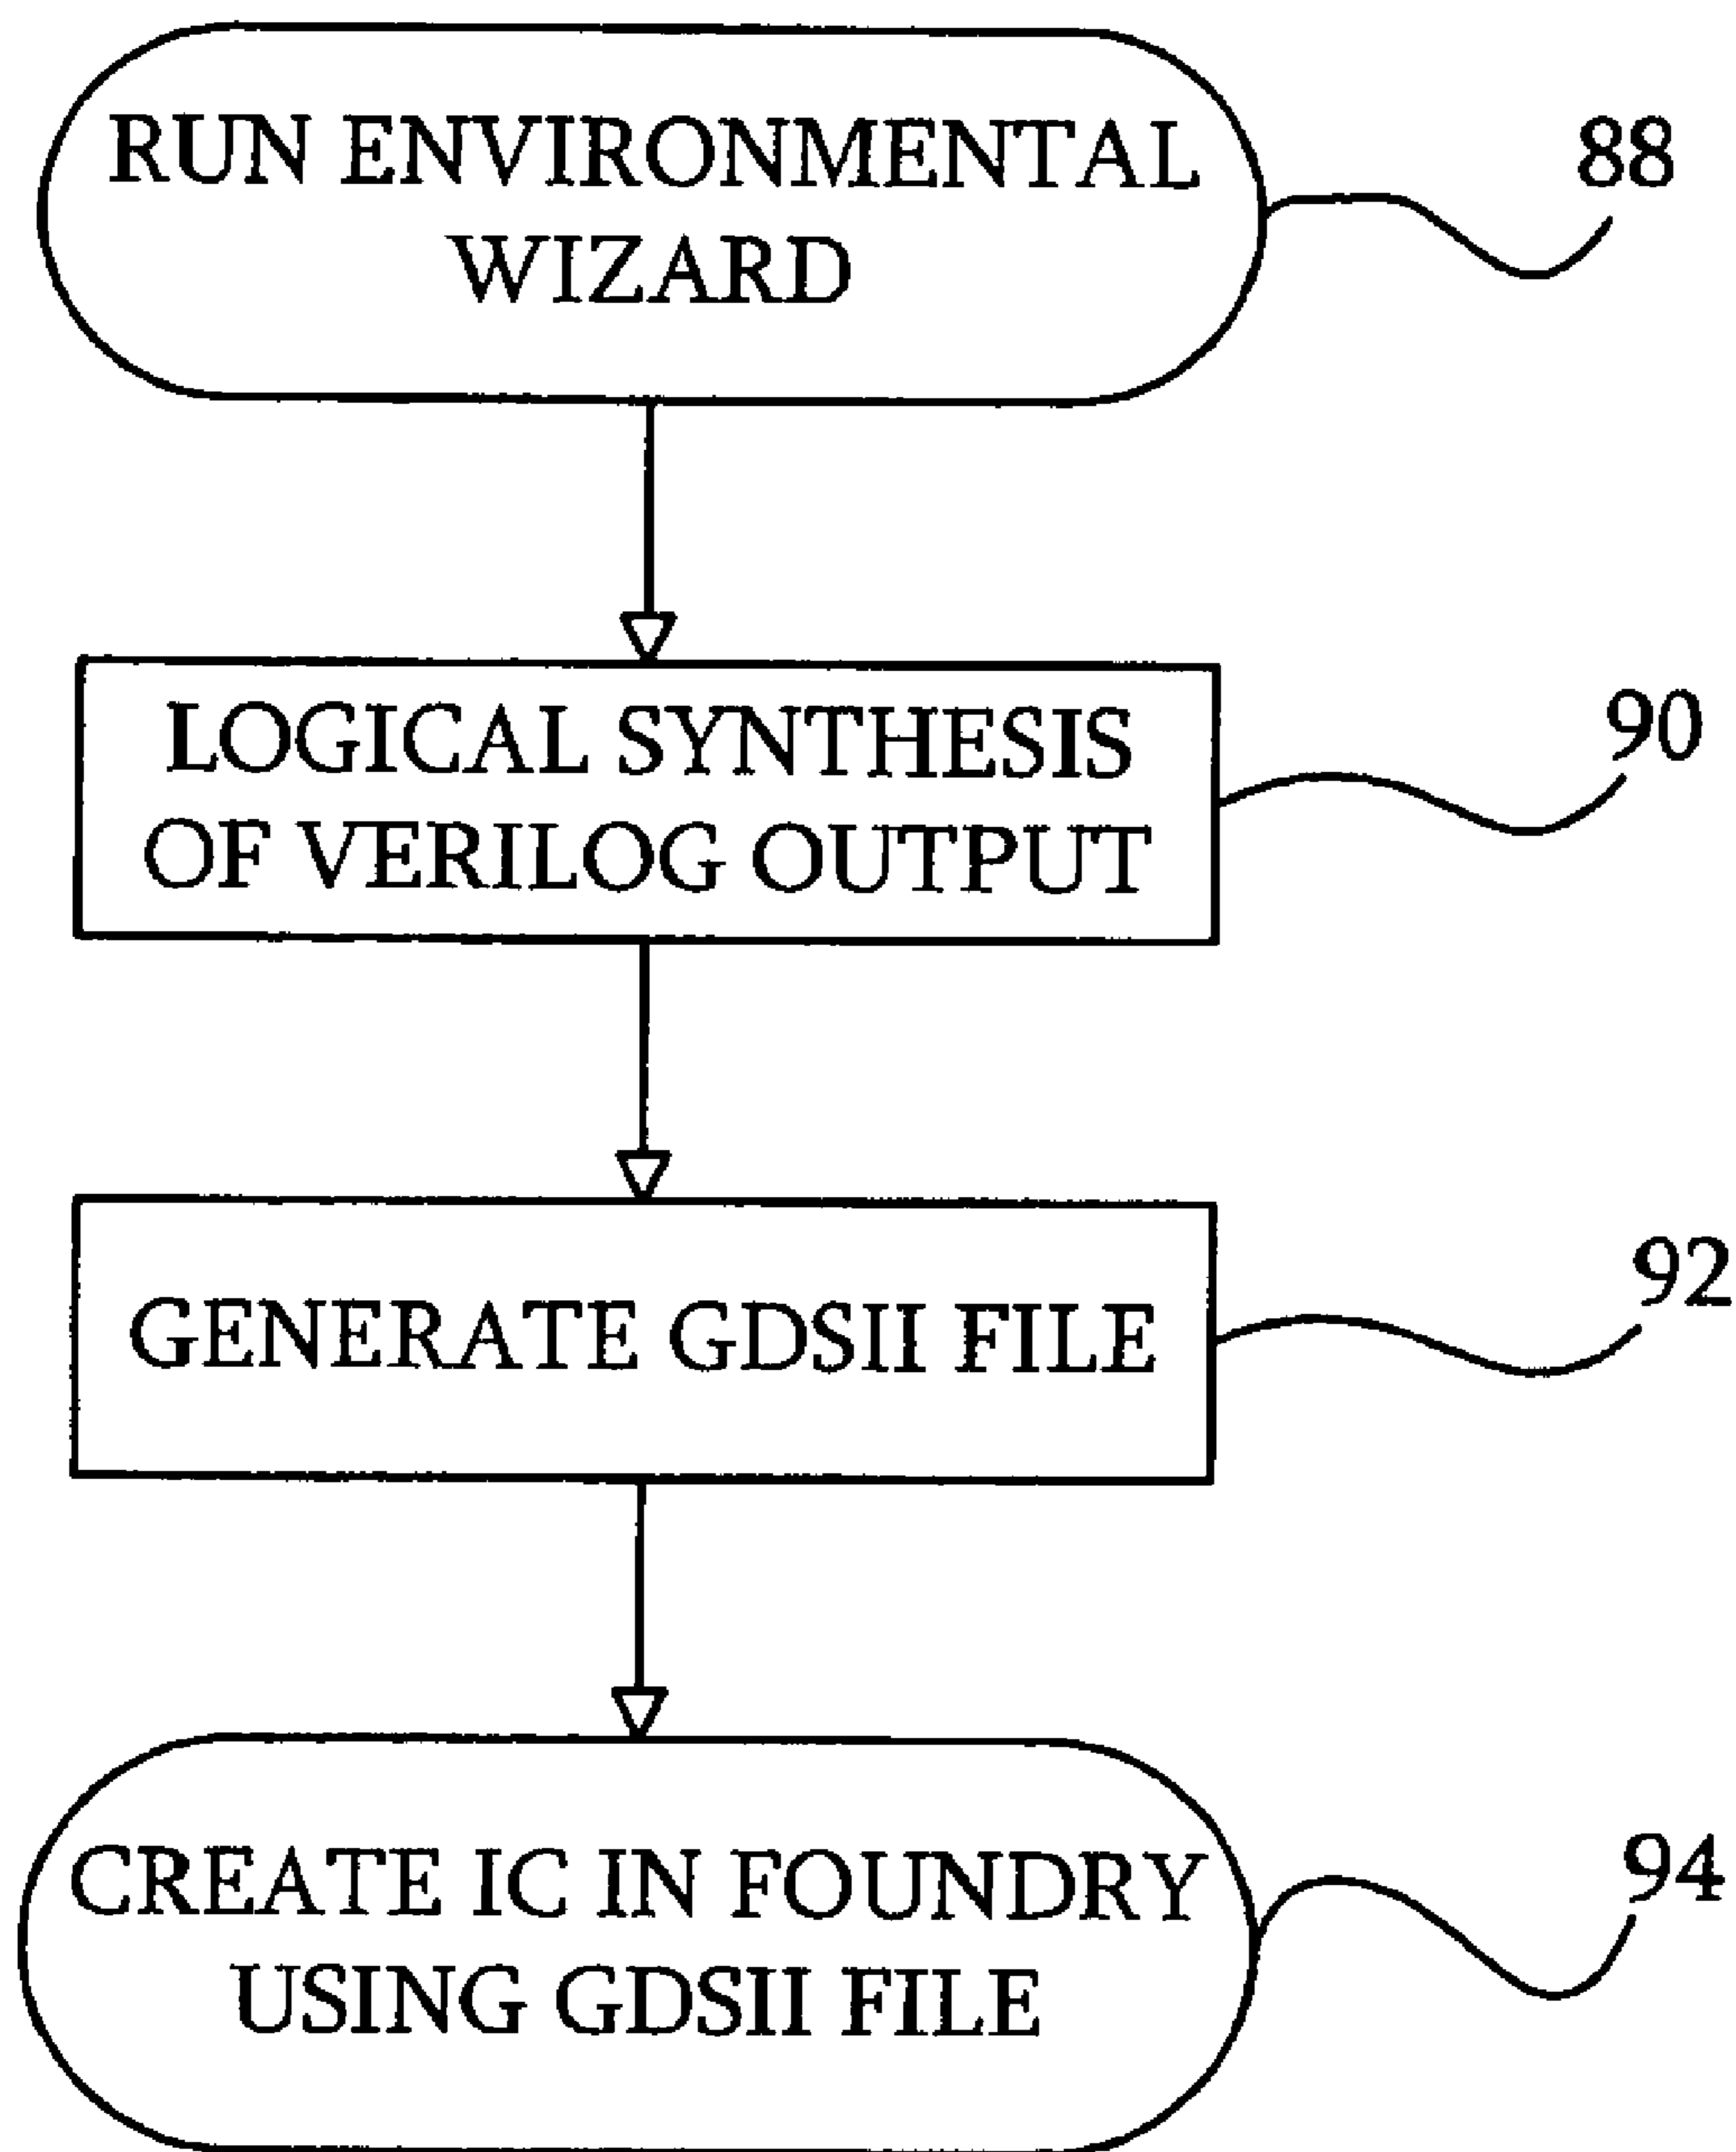 RUN ENVIRONMENTAL
WIZARD
88
LOGICAL SYNTHESIS
OF VERILOG OUTPUT
90
GENERATE GDSII FILE
92
CREATE IC IN FOUNDRY
USING GDSII FILE
94